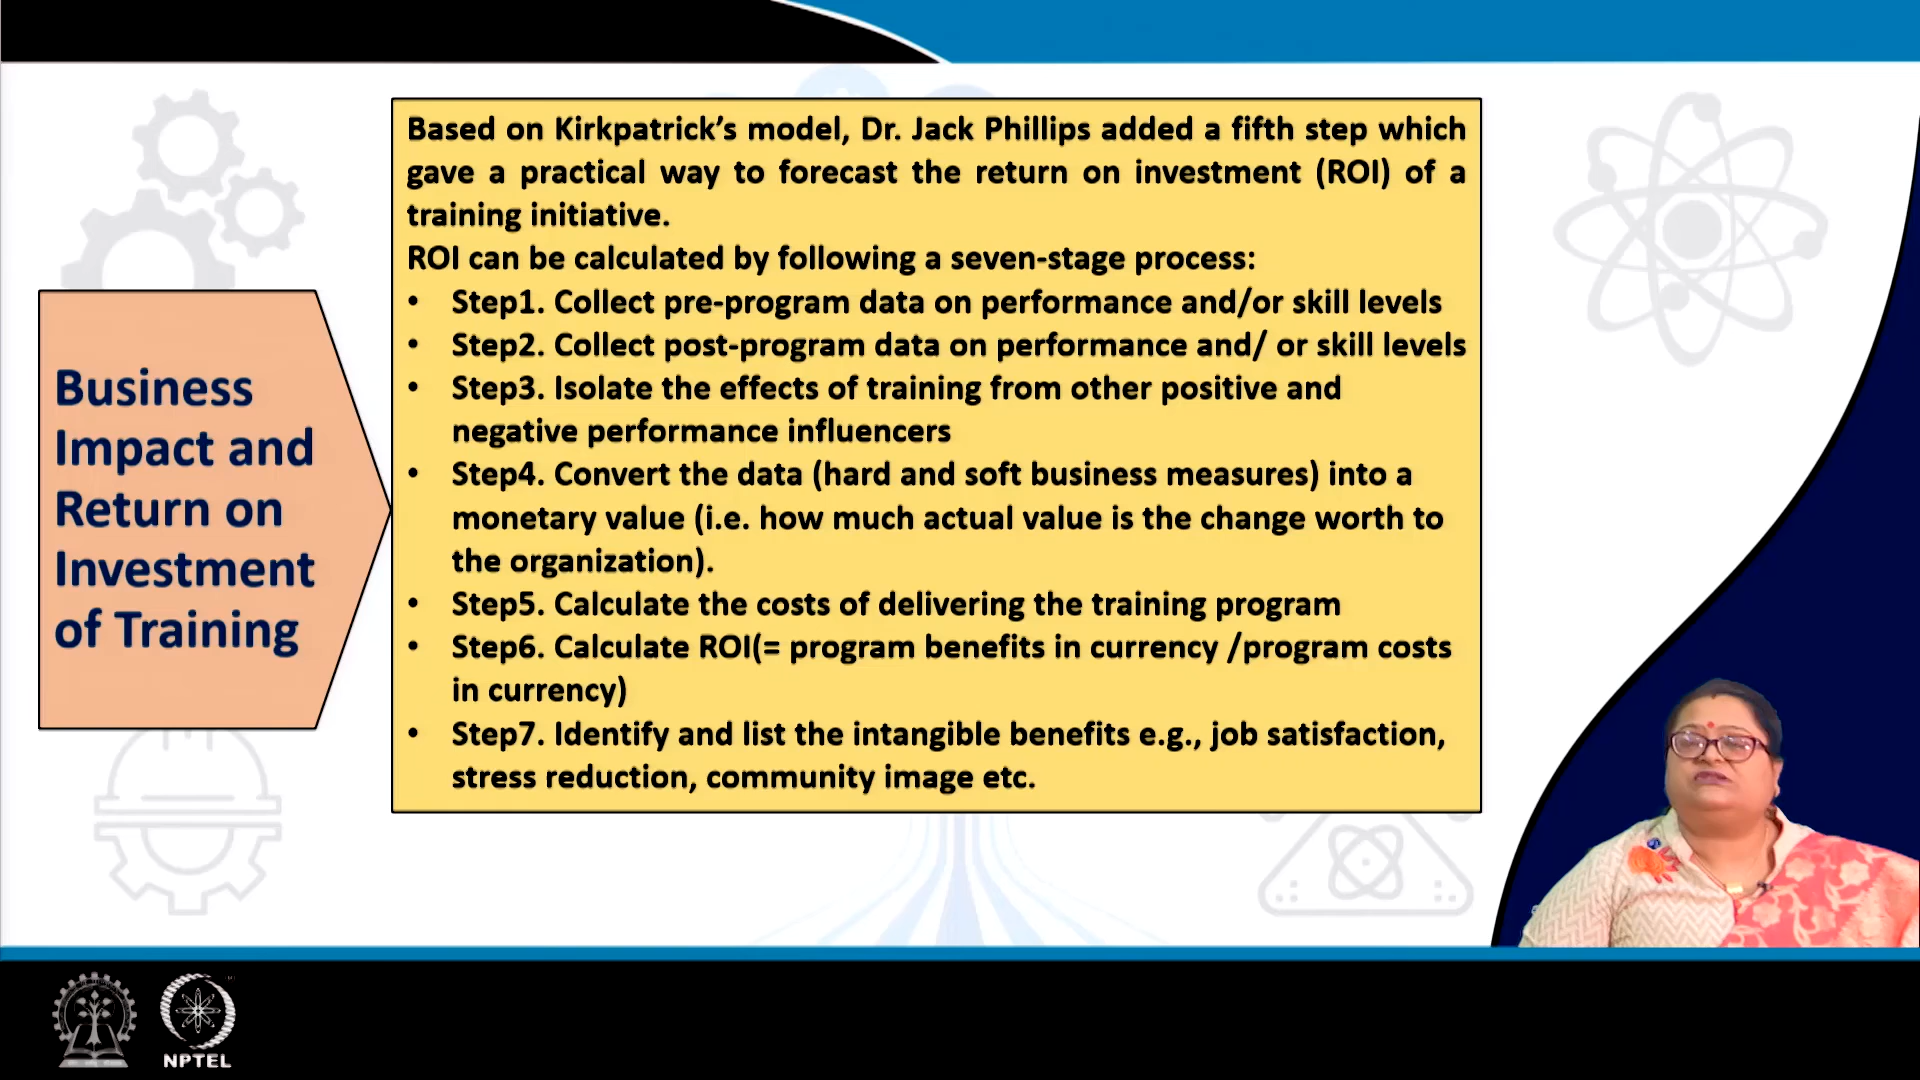 Based on Kirkpatrick's model, Dr. Jack Phillips added a fifth step which
gave a practical way to forecast the return on investment (ROI) of a
training initiative.
ROI can be calculated by following a seven-stage process:
• Step1. Collect pre-program data on performance and/or skill levels
• Step2. Collect post-program data on performance and/ or skill levels
• Step3. Isolate the effects of training from other positive and
negative performance influencers
• Step4. Convert the data (hard and soft business measures) into a
monetary value (i.e. how much actual value is the change worth to
the organization).
• Step5. Calculate the costs of delivering the training program
• Step6. Calculate ROI(= program benefits in currency /program costs
in currency)
• Step7. Identify and list the intangible benefits e.g., job satisfaction,
stress reduction, community image etc.
Business
Impact and
Return on
Investment
of Training
NPTEL